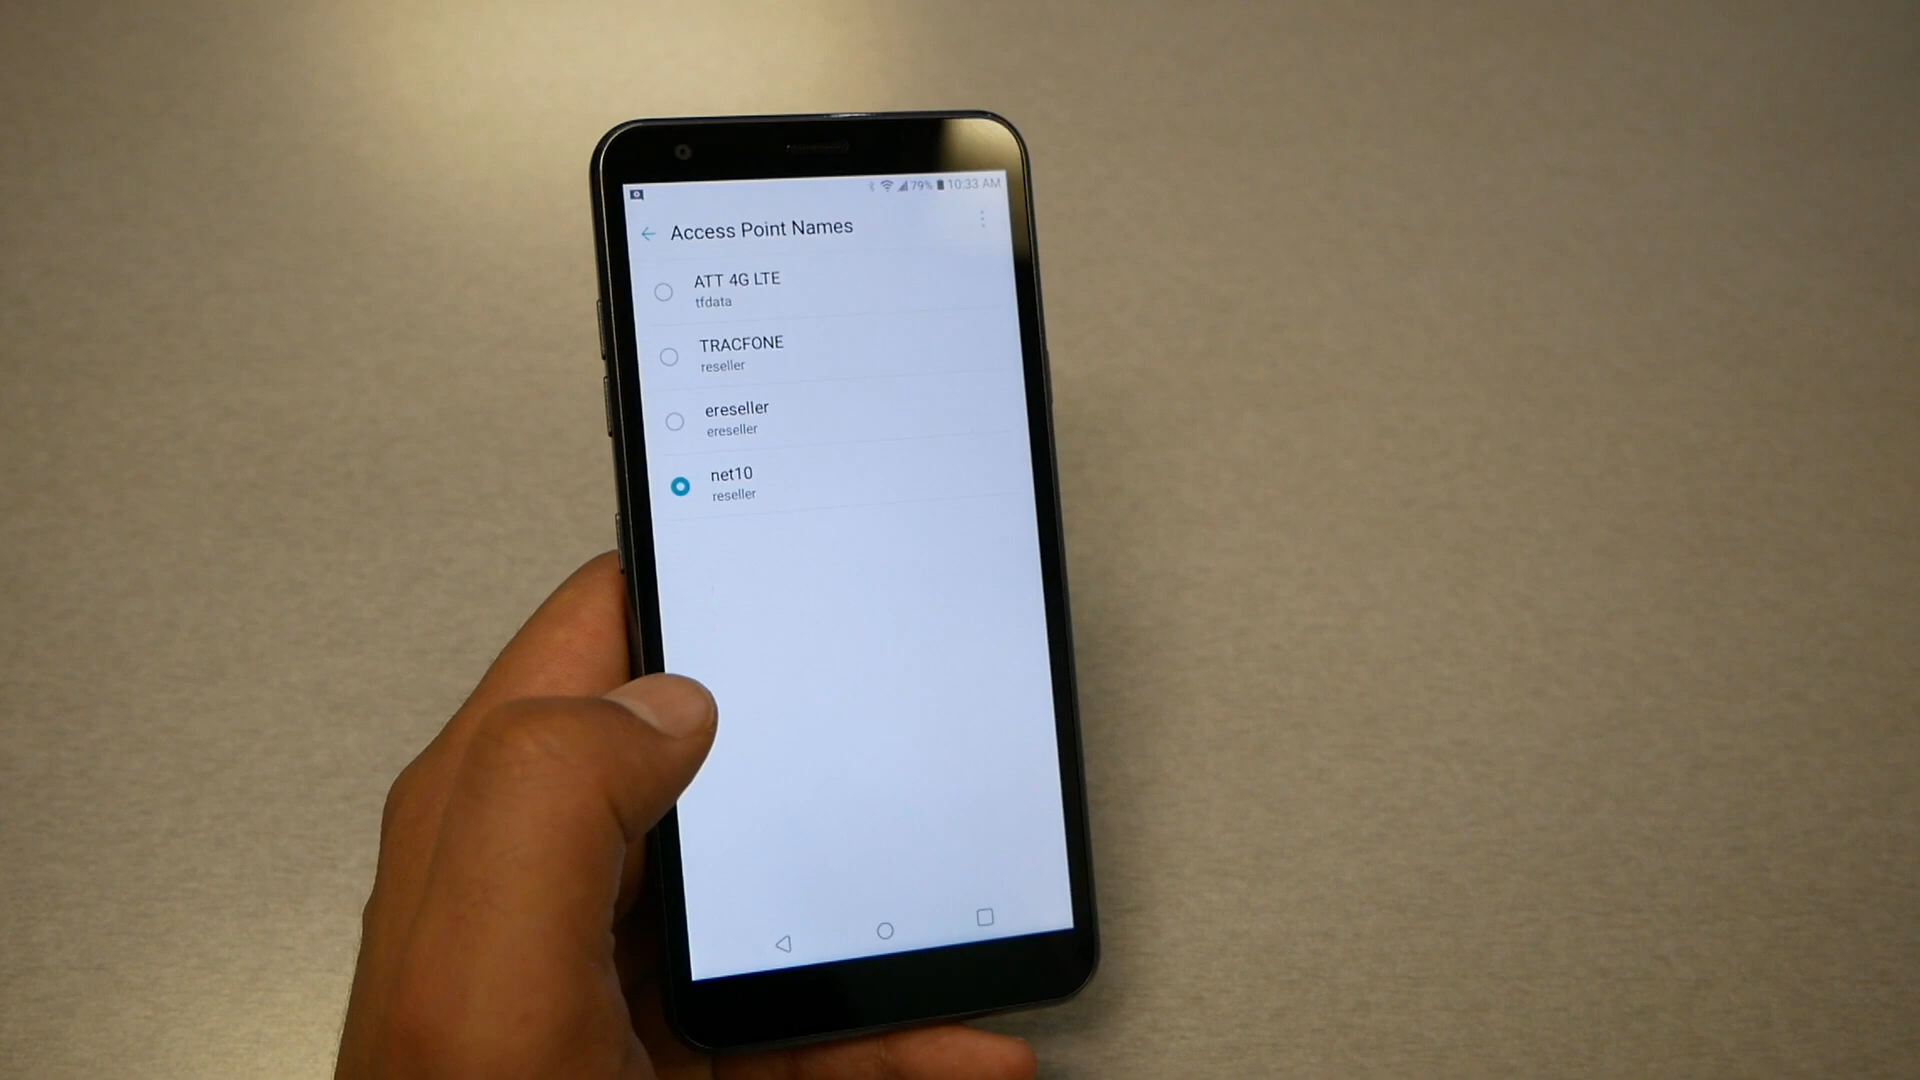 79% 10:33 AM
Access Point Names
ATT 4G LTE
tfdata
TRACFONE
reseller
ereseller
ereseller
net10
reseller